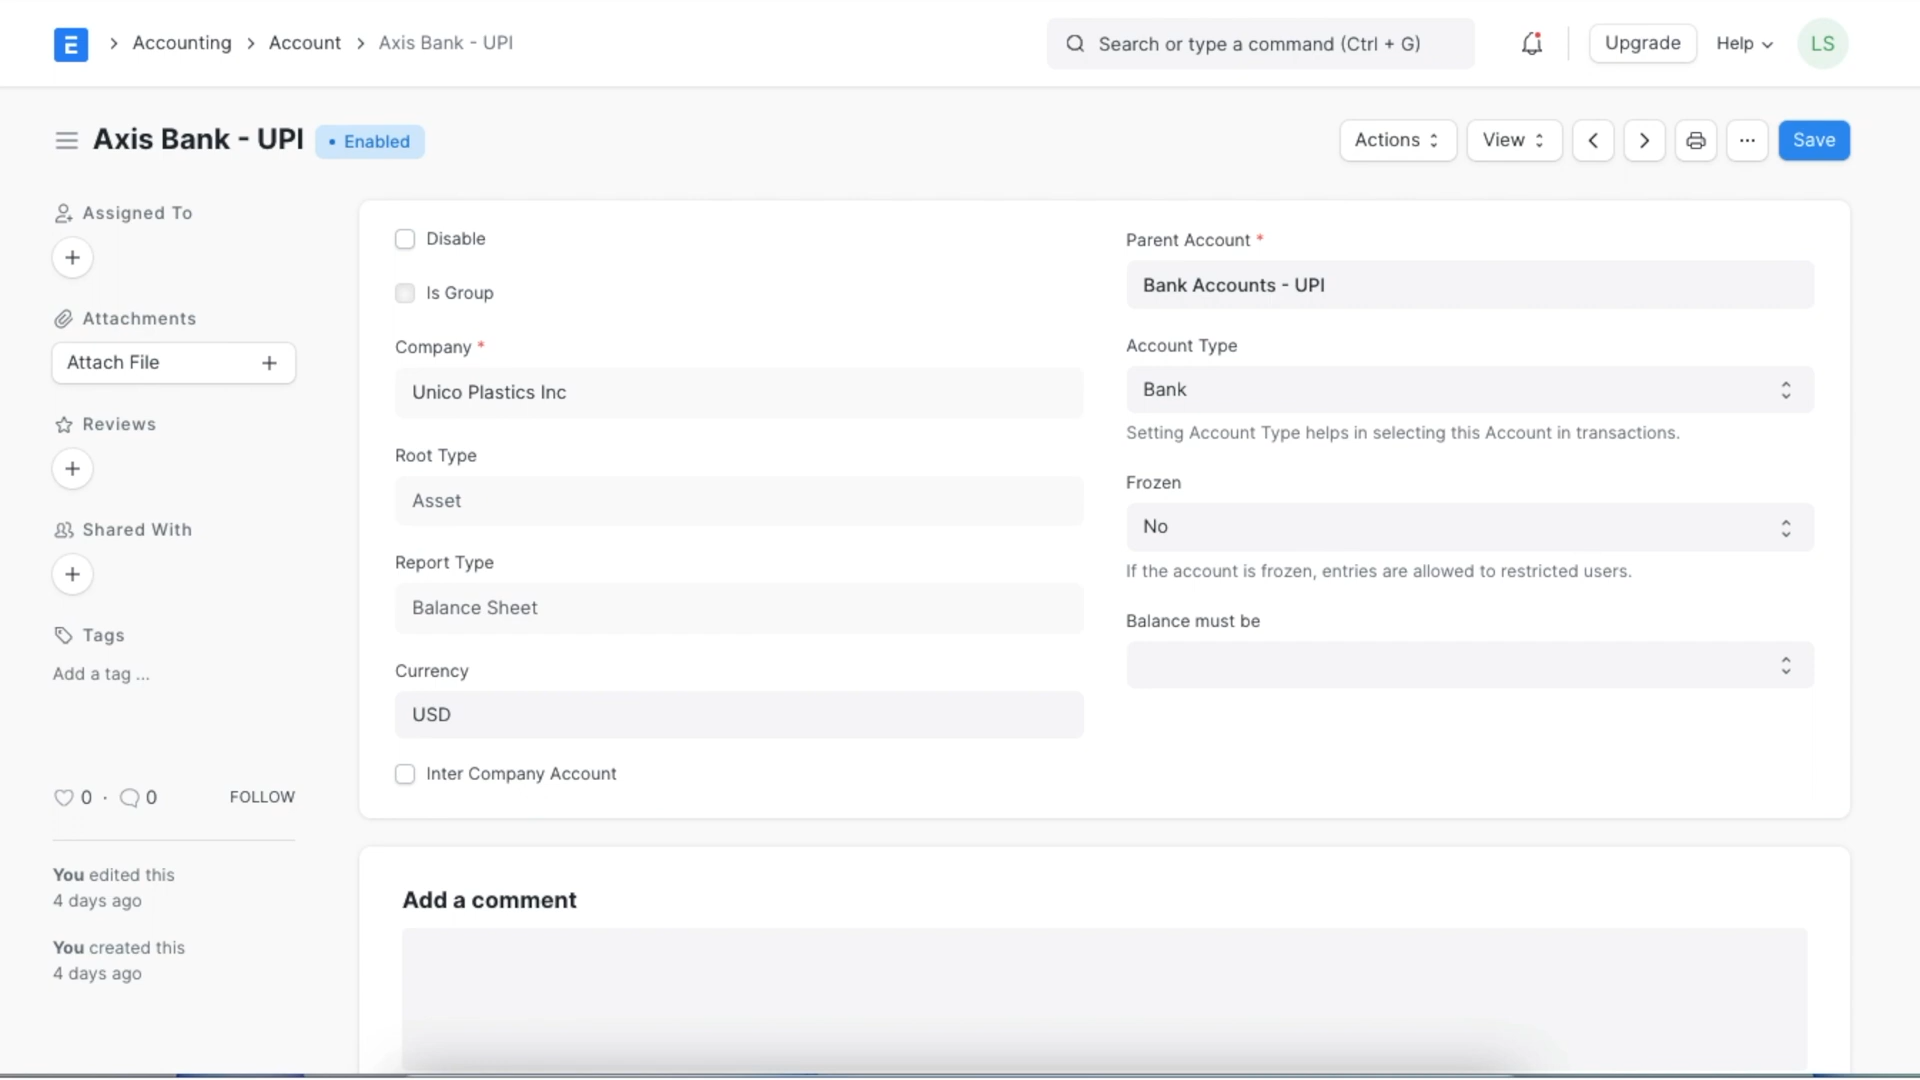 E
Accounting
Account
Axis Bank - UPI
Search or type a command (Ctrl + G)
Upgrade
Help
LS
Axis Bank - UPI
Enabled
Actions
View
...
Save
Assigned To
Attachments
Attach File
Reviews
Shared With
Tags
Add a tag ...
0 · 0
FOLLOW
You edited this
4 days ago
You created this
4 days ago
Disable
Is Group
Company *
Unico Plastics Inc
Root Type
Asset
Report Type
Balance Sheet
Currency
USD
Inter Company Account
Parent Account *
Bank Accounts - UPI
Account Type
Bank
Setting Account Type helps in selecting this Account in transactions.
Frozen
No
If the account is frozen, entries are allowed to restricted users.
Balance must be
Add a comment